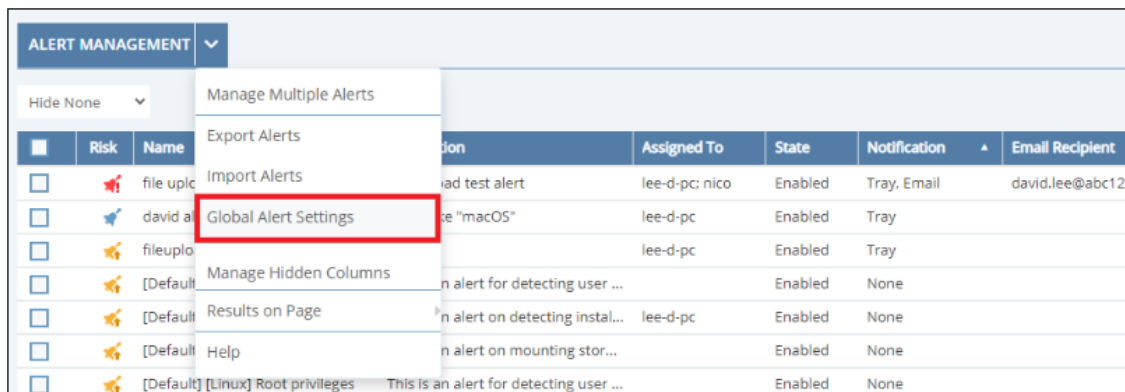 ALERT MANAGEMENT
Hide None
Manage Multiple Alerts
Export Alerts
Import Alerts
Global Alert Settings
Manage Hidden Columns
Results on Page
Help
Risk Name Assigned To State Notification Email Recipient
file uplo ad test alert lee-d-pc; nico Enabled Tray, Email david.lee@abc12
david al ke "macOS" lee-d-pc Enabled Tray
fileuplo lee-d-pc Enabled Tray
[Default n alert for detecting user ... Enabled None
[Default n alert on detecting instal... lee-d-pc Enabled None
[Default n alert on mounting stor... Enabled None
[Default] [Linux] Root privileges This is an alert for detecting user ... Enabled None